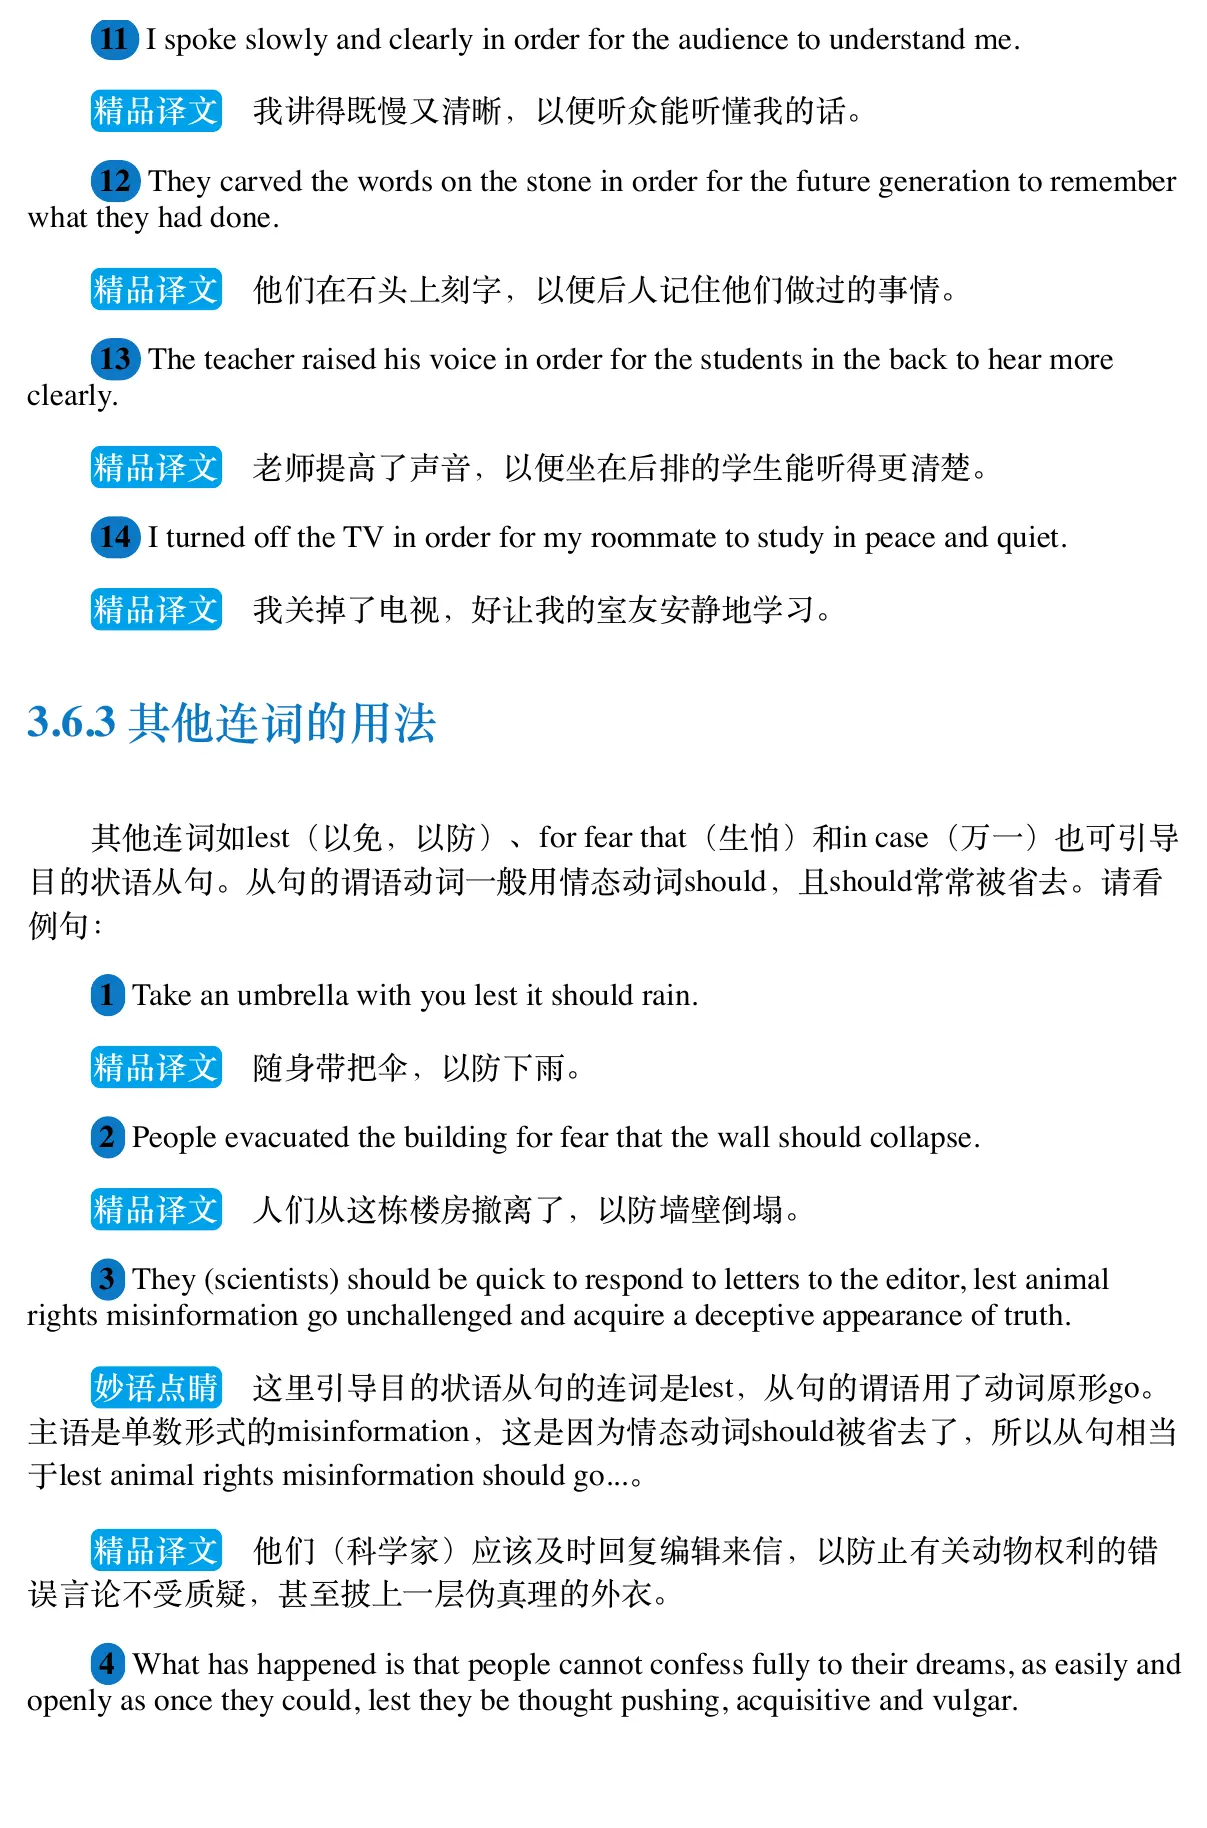 11 I spoke slowly and clearly in order for the audience to understand me.
精品译文 我讲得既慢又清晰，以便听众能听懂我的话。
12 They carved the words on the stone in order for the future generation to remember
what they had done.
精品译文 他们在石头上刻字，以便后人记住他们做过的事情。
13 The teacher raised his voice in order for the students in the back to hear more
clearly.
精品译文 老师提高了声音，以便坐在后排的学生能听得更清楚。
14 I turned off the TV in order for my roommate to study in peace and quiet.
精品译文 我关掉了电视，好让我的室友安静地学习。
3.6.3 其他连词的用法
其他连词如lest（以免，以防）、for fear that（生怕）和in case（万一）也可引导
目的状语从句。从句的谓语动词一般用情态动词should，且should常常被省去。请看
例句：
1 Take an umbrella with you lest it should rain.
精品译文 随身带把伞，以防下雨。
2 People evacuated the building for fear that the wall should collapse.
精品译文 人们从这栋楼房撤离了，以防墙壁倒塌。
3 They (scientists) should be quick to respond to letters to the editor, lest animal
rights misinformation go unchallenged and acquire a deceptive appearance of truth.
妙语点睛 这里引导目的状语从句的连词是lest，从句的谓语用了动词原形go。
主语是单数形式的misinformation，这是因为情态动词should被省去了，所以从句相当
于lest animal rights misinformation should go...。
精品译文 他们（科学家）应该及时回复编辑来信，以防止有关动物权利的错
误言论不受质疑，甚至披上一层伪真理的外衣。
4 What has happened is that people cannot confess fully to their dreams, as easily and
openly as once they could, lest they be thought pushing, acquisitive and vulgar.